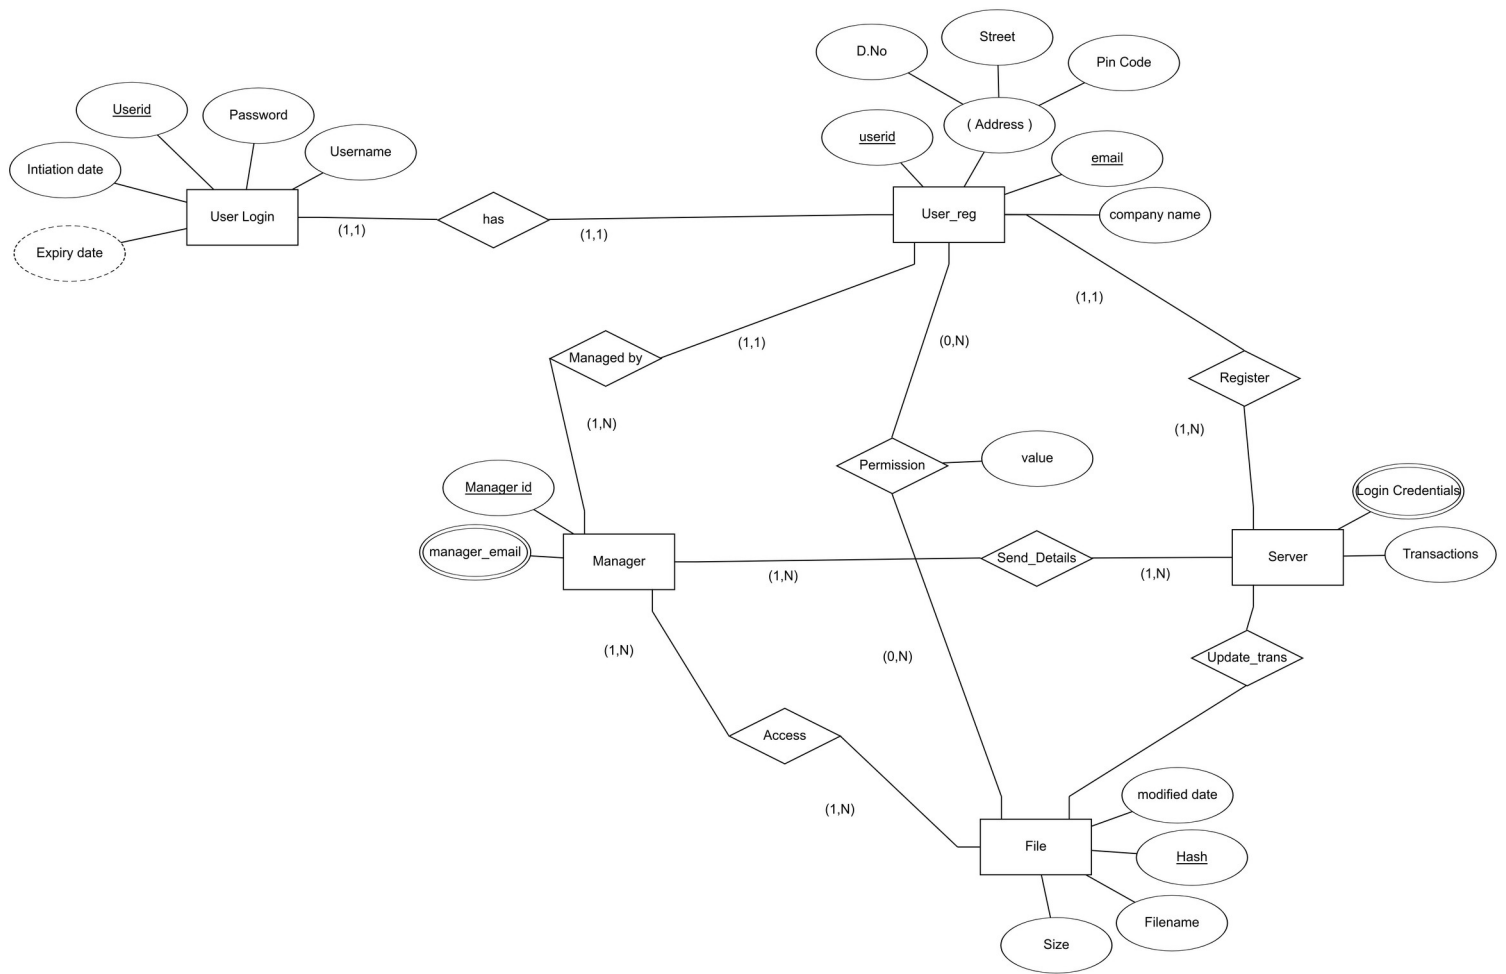 D.No
Street
Pin Code
Userid
Password
Username
( Address )
userid
email
Intiation date
User Login
has
User_reg
company name
Expiry date
(1,1)
(1,1)
(1,1)
Managed by
(1,1)
(0,N)
Register
(1,N)
(1,N)
Permission
value
Manager id
Login Credentials
manager_email
Manager
Send_Details
Server
Transactions
(1,N)
(1,N)
(1,N)
(0,N)
Update_trans
Access
modified date
(1,N)
File
Hash
Filename
Size